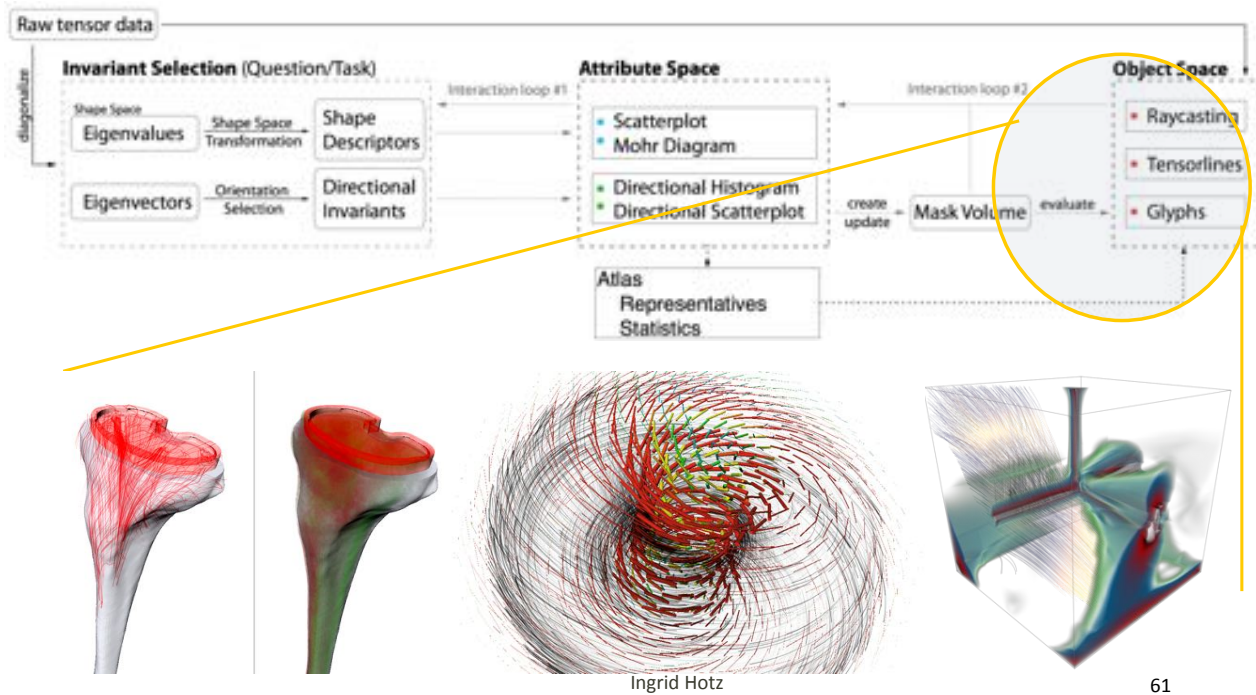 Raw tensor data
diagonalize
Invariant Selection (Question/Task)
Shape Space
Eigenvalues
Shape Space
Transformation
Shape
Descriptors
Eigenvectors
Orientation
Selection
Directional
Invariants
Interaction loop #1
Attribute Space
Scatterplot
Mohr Diagram
Directional Histogram
Directional Scatterplot
Atlas
Representatives
Statistics
create
update
Mask Volume
evaluate
Interaction loop #2
Object Space
Raycasting
Tensorlines
Glyphs
Ingrid Hotz
61